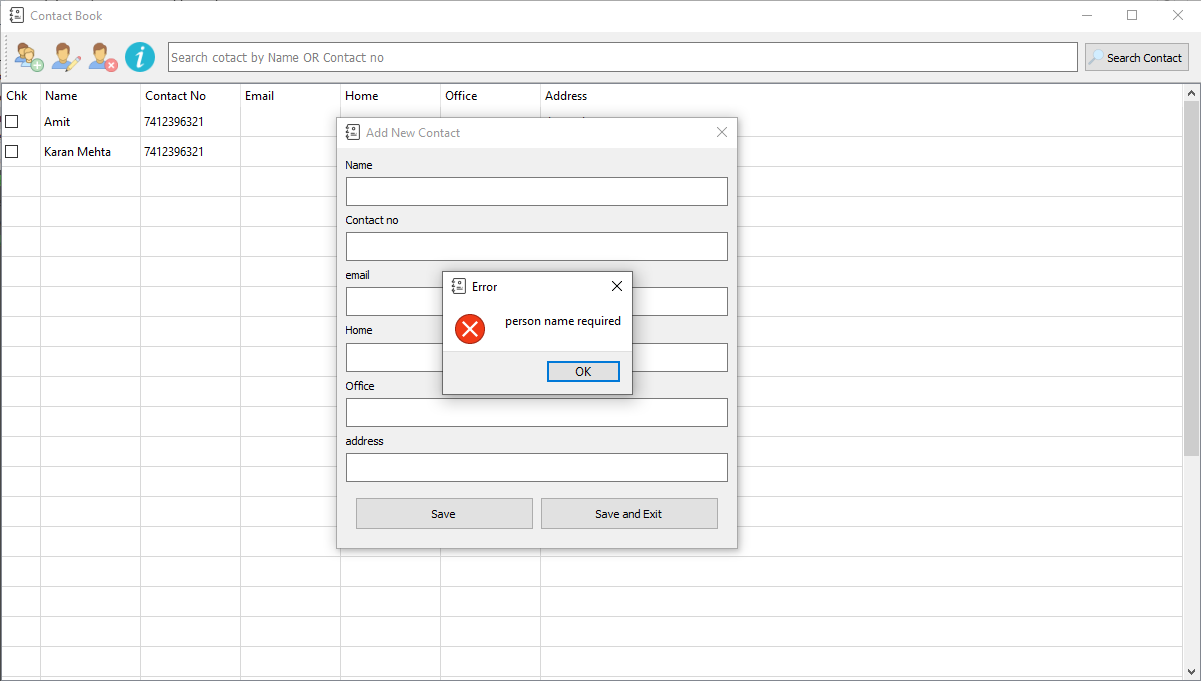 Contact Book
Search cotact by Name OR Contact no
Search Contact
Chk Name Contact No Email Home Office Address
Amit 7412396321
Karan Mehta 7412396321
Add New Contact
Name
Contact no
email
Home
Office
address
Save Save and Exit
Error
person name required
OK